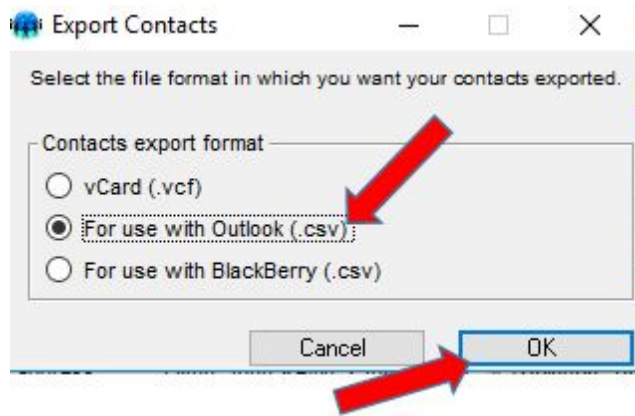 Export Contacts
Select the file format in which you want your contacts exported.
Contacts export format
vCard (.vcf)
For use with Outlook (.csv)
For use with BlackBerry (.csv)
Cancel OK